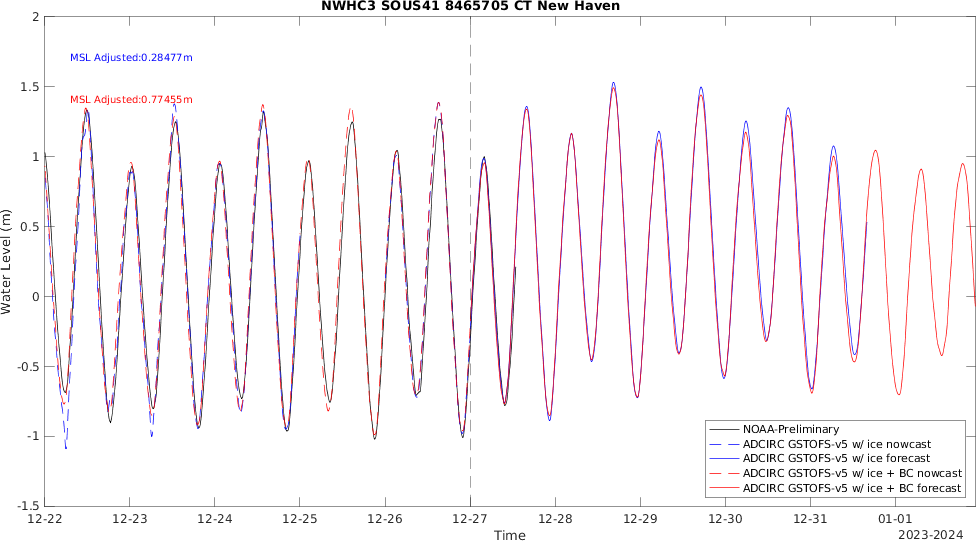 NWHC3 SOUS41 8465705 CT New Haven
MSL Adjusted:0.28477m
MSL Adjusted:0.77455m
Water Level (m)
2
1.5
1
0.5
0
-0.5
-1
-1.5
NOAA-Preliminary
ADCIRC GSTOFS-v5 w/ ice nowcast
ADCIRC GSTOFS-v5 w/ ice forecast
ADCIRC GSTOFS-v5 w/ ice + BC nowcast
ADCIRC GSTOFS-v5 w/ ice + BC forecast
12-22 12-23 12-24 12-25 12-26 12-27 12-28 12-29 12-30 12-31 01-01
Time
2023-2024